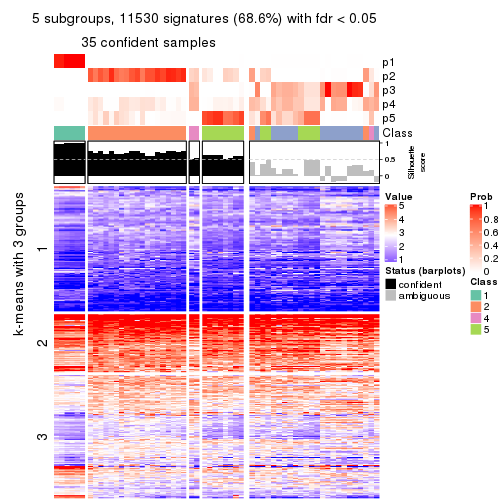 5 subgroups, 11530 signatures (68.6%) with fdr < 0.05
35 confident samples
p1
p2
p3
p4
p5
Class
1
0.5
0
Silhouette
score
k-means with 3 groups
1
2
3
Value
5
4
3
2
1
Status (barplots)
confident
ambiguous
Prob
1
0.8
0.6
0.4
0.2
0
Class
1
2
4
5